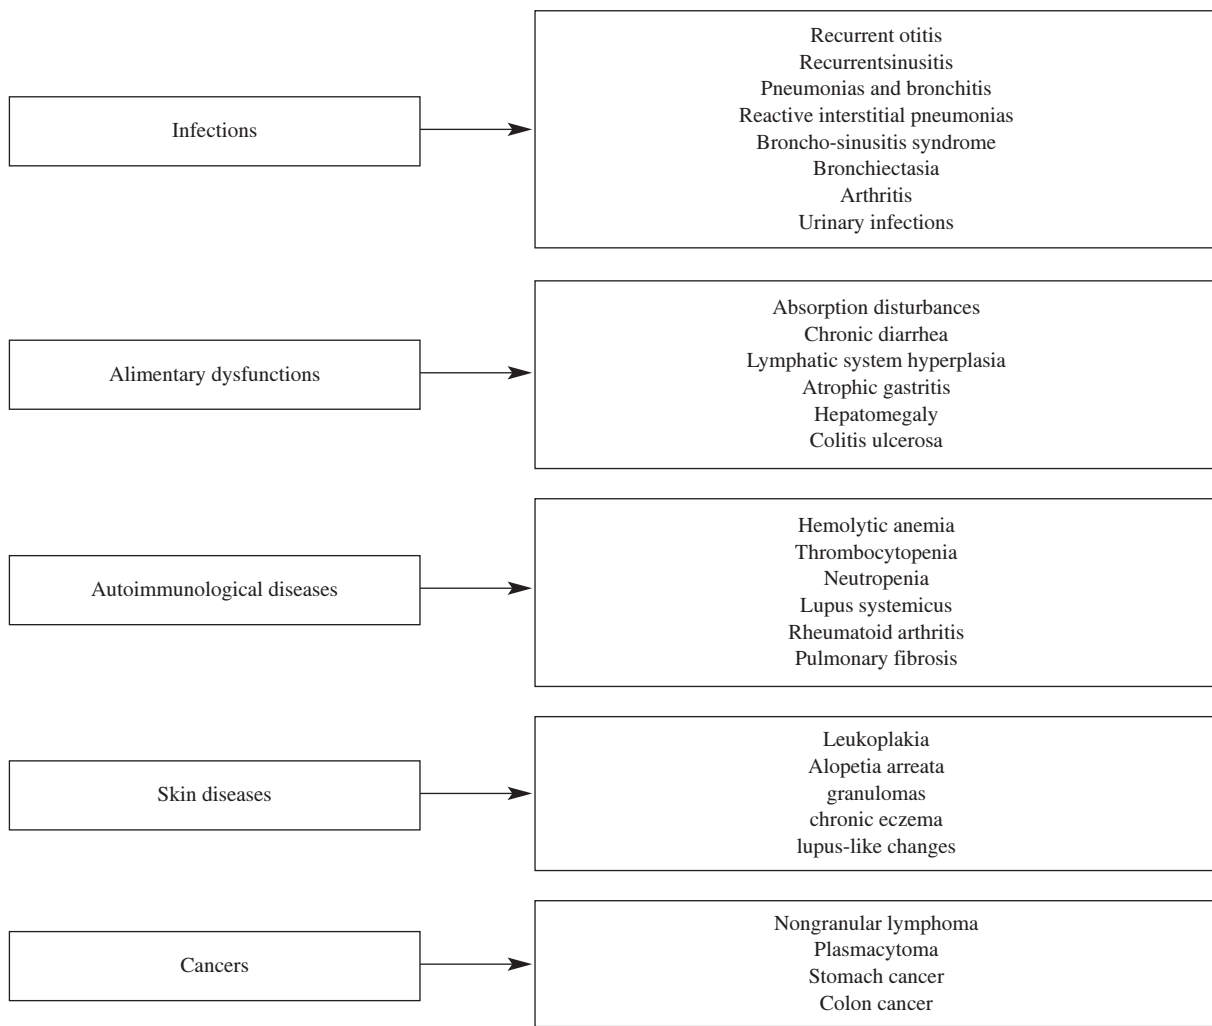 Infections
Recurrent otitis
Recurrentsinusitis
Pneumonias and bronchitis
Reactive interstitial pneumonias
Broncho-sinusitis syndrome
Bronchiectasia
Arthritis
Urinary infections
Alimentary dysfunctions
Absorption disturbances
Chronic diarrhea
Lymphatic system hyperplasia
Atrophic gastritis
Hepatomegaly
Colitis ulcerosa
Autoimmunological diseases
Hemolytic anemia
Thrombocytopenia
Neutropenia
Lupus systemicus
Rheumatoid arthritis
Pulmonary fibrosis
Skin diseases
Leukoplakia
Alopetia arreata
granulomas
chronic eczema
lupus-like changes
Cancers
Nongranular lymphoma
Plasmacytoma
Stomach cancer
Colon cancer